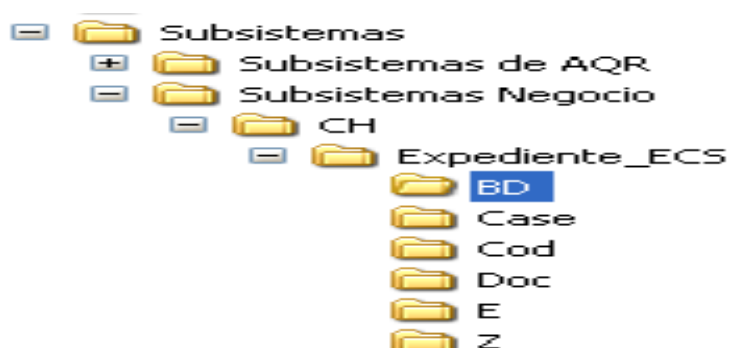 Subsistemas
Subsistemas de AQR
Subsistemas Negocio
CH
Expediente_ECS
BD
Case
Cod
Doc
E
Z